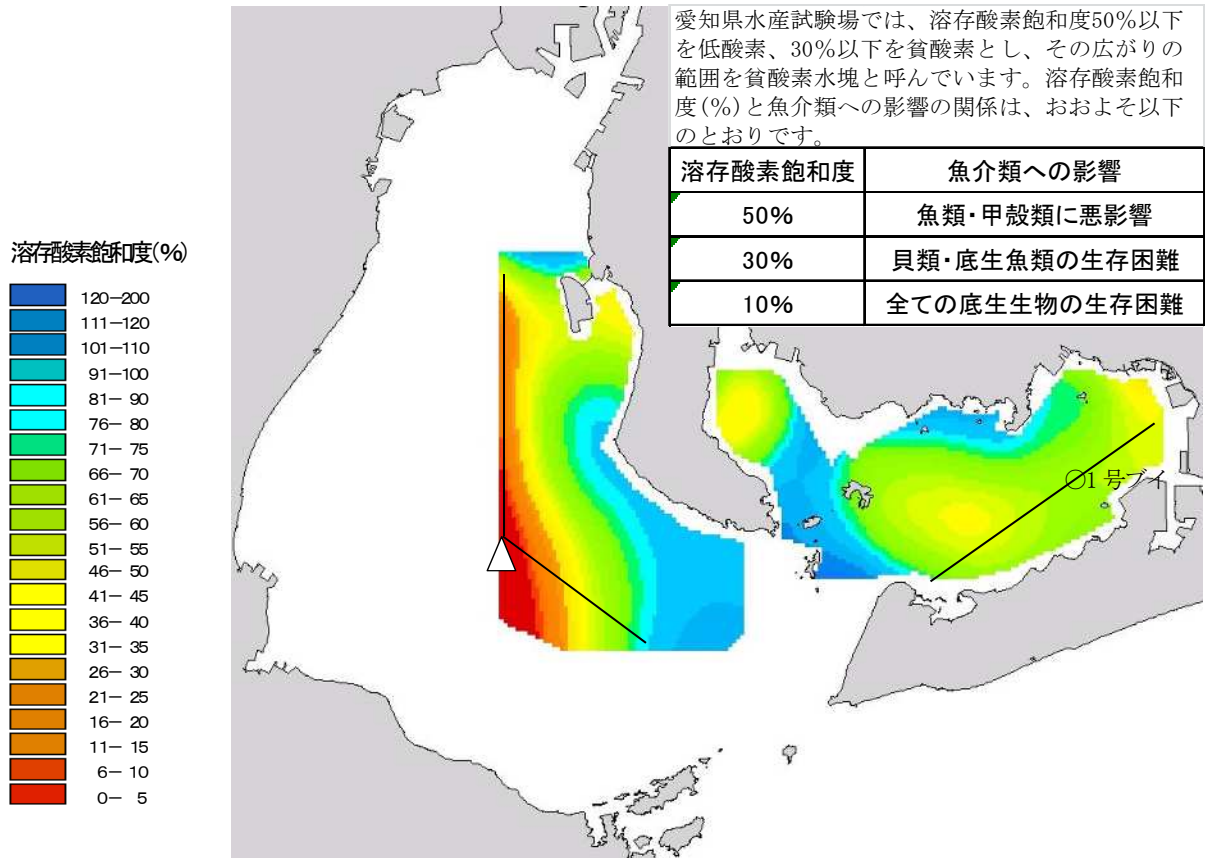 愛知県水産試験場では、溶存酸素飽和度50％以下
を低酸素、30％以下を貧酸素とし、その広がりの
範囲を貧酸素水塊と呼んでいます。溶存酸素飽和
度(％)と魚介類への影響の関係は、おおよそ以下
のとおりです。
溶存酸素飽和度 魚介類への影響
50% 魚類・甲殻類に悪影響
30% 貝類・底生魚類の生存困難
10% 全ての底生生物の生存困難
溶存酸素飽和度(%)
120-200
111-120
101-110
91-100
81- 90
76- 80
71- 75
66- 70
61- 65
56- 60
51- 55
46- 50
41- 45
36- 40
31- 35
26- 30
21- 25
16- 20
11- 15
6- 10
0- 5
○1号ブイ